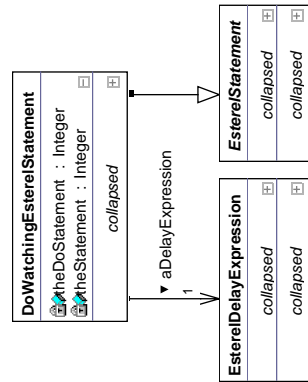 DoWatchingEsterelStatement
theDoStatement : Integer
theStatement : Integer
collapsed
aDelayExpression
1
EsterelDelayExpression
collapsed
collapsed
EsterelStatement
collapsed
collapsed